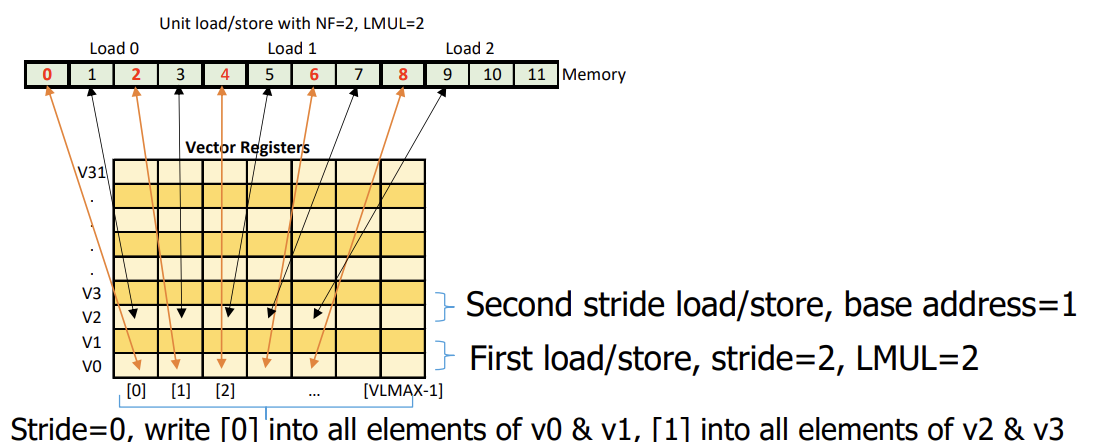 Unit load/store with NF=2, LMUL=2
Load 0 Load 1 Load 2
0 1 2 3 4 5 6 7 8 9 10 11 Memory
Vector Registers
V31
.
.
.
.
V3
Second stride load/store, base address=1
V2
V1
First load/store, stride=2, LMUL=2
V0
[0] [1] [2] ... [VLMAX-1]
Stride=0, write [0] into all elements of v0 & v1, [1] into all elements of v2 & v3